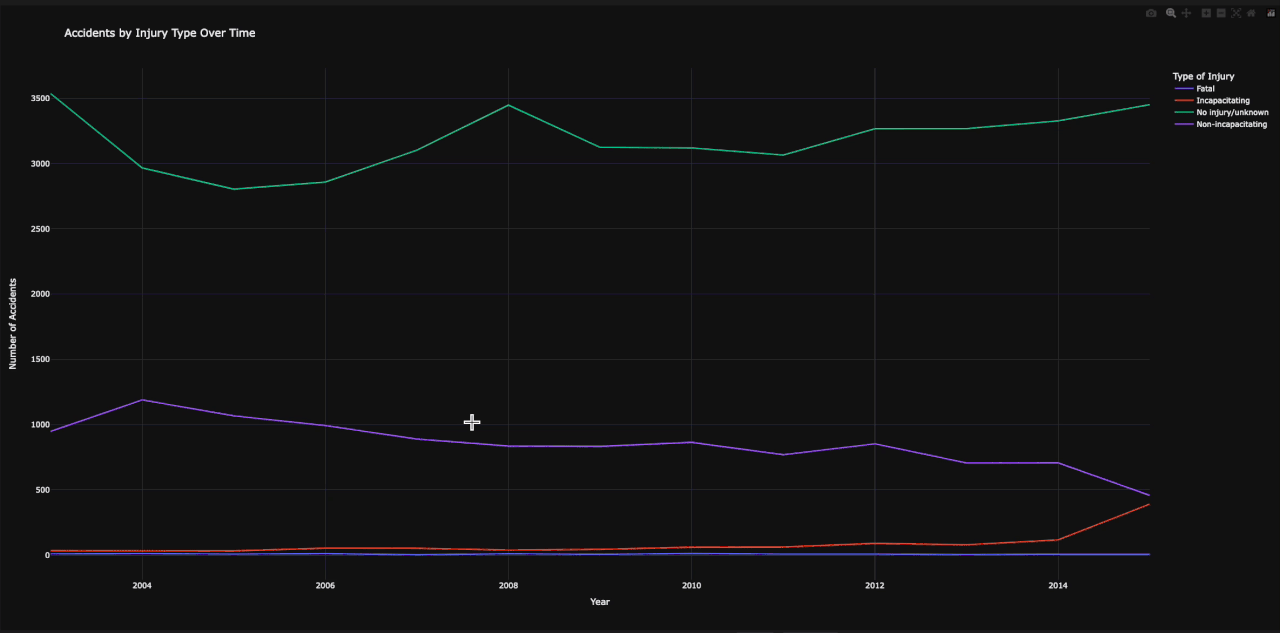 Accidents by Injury Type Over Time
Type of Injury
Fatal
Incapacitating
No injury/unknown
Non-incapacitating
Number of Accidents
3500
3000
2500
2000
1500
1000
500
0
2004
2006
2008
2010
2012
2014
Year